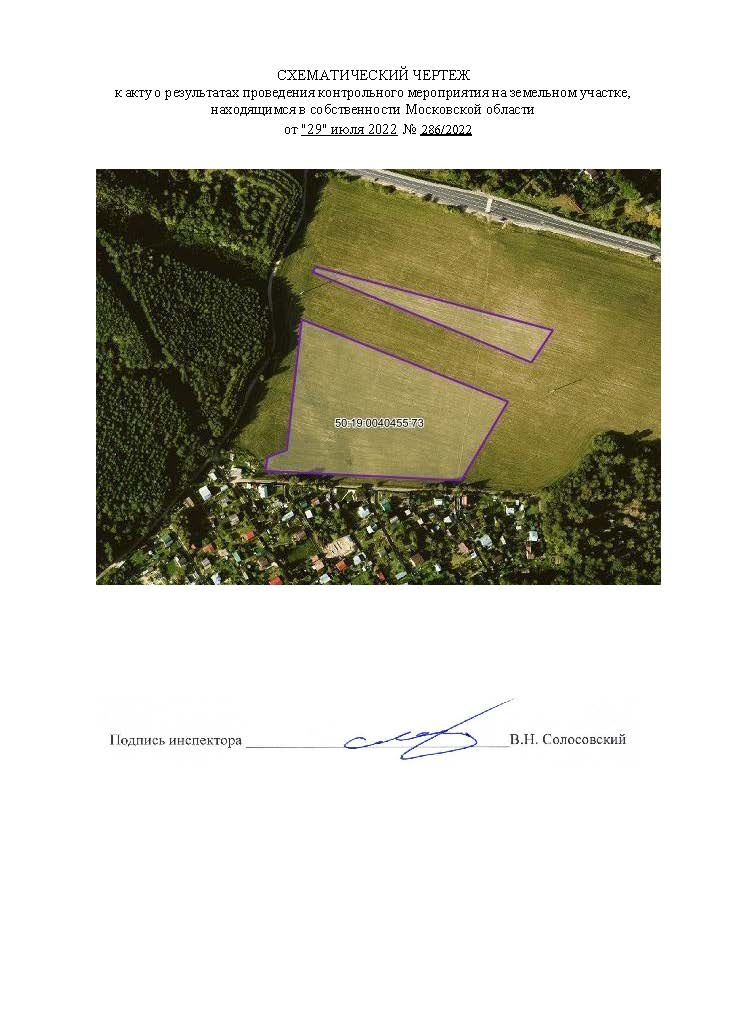 СХЕМАТИЧЕСКИЙ ЧЕРТЕЖ
к акту о результатах проведения контрольного мероприятия на земельном участке,
находящимся в собственности Московской области
от "29" июля 2022 № 286/2022
50:19:0040455:73
Подпись инспектора В.Н. Солосовский